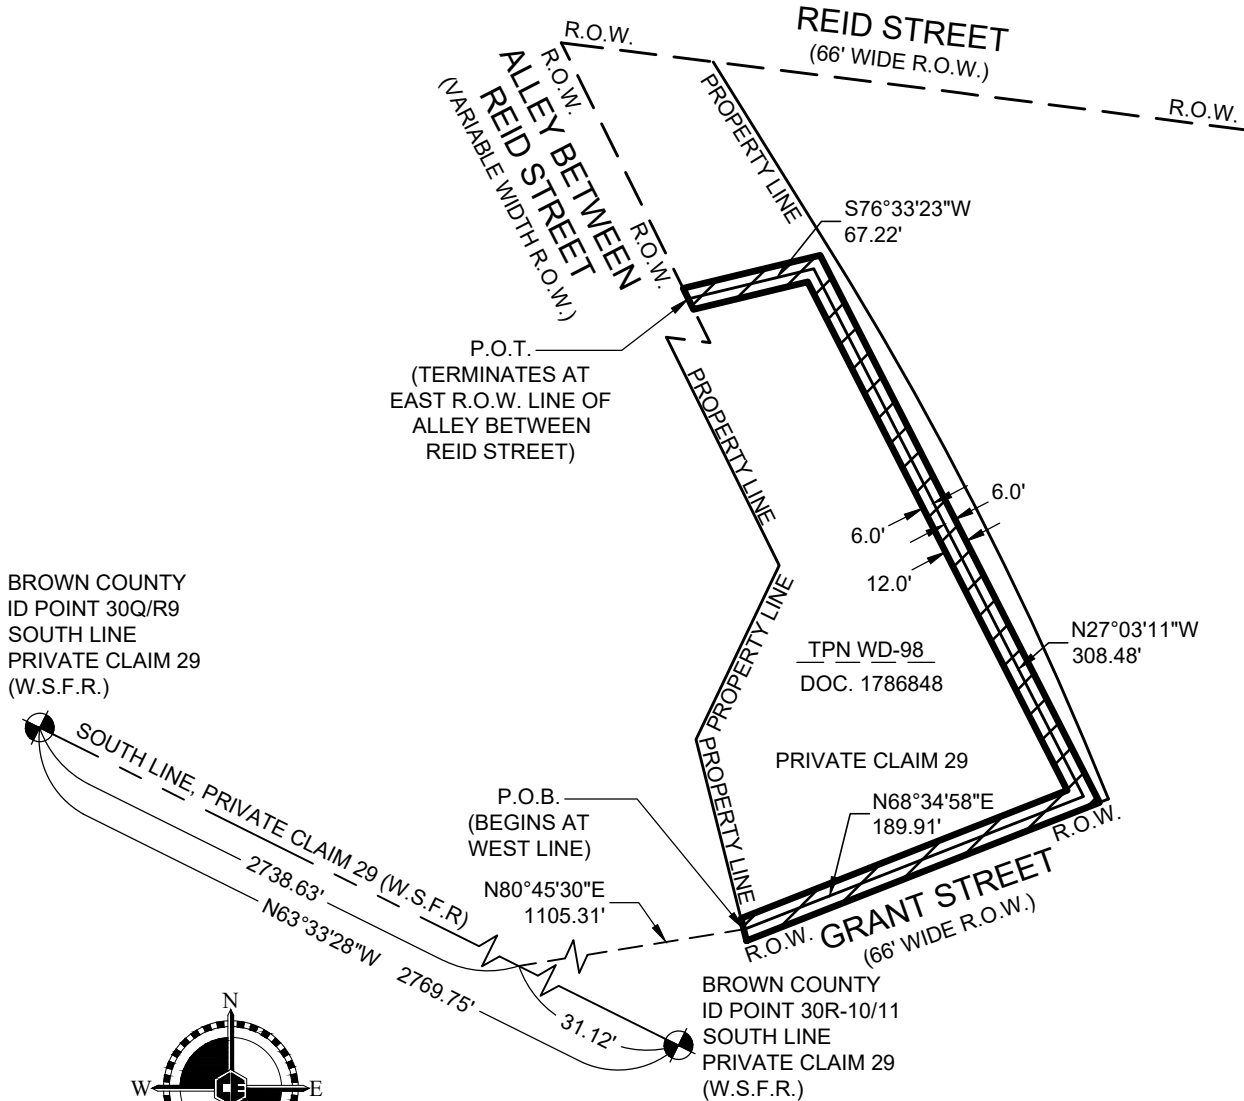 REID STREET
(66' WIDE R.O.W.)
R.O.W.
R.O.W.
R.O.W.
R.O.W.
ALLEY BETWEEN
REID STREET
(VARIABLE WIDTH R.O.W.)
PROPERTY LINE
S76°33'23"W
67.22'
P.O.T.
(TERMINATES AT
EAST R.O.W. LINE OF
ALLEY BETWEEN
REID STREET)
PROPERTY LINE
6.0'
6.0'
12.0'
BROWN COUNTY
ID POINT 30Q/R9
SOUTH LINE
PRIVATE CLAIM 29
(W.S.F.R.)
PROPERTY LINE
TPN WD-98
DOC. 1786848
N27°03'11"W
308.48'
PRIVATE CLAIM 29
PROPERTY LINE
SOUTH LINE, PRIVATE CLAIM 29 (W.S.F.R)
2738.63'
N63°33'28"W 2769.75'
31.12'
P.O.B.
(BEGINS AT
WEST LINE)
N68°34'58"E
189.91'
N80°45'30"E
1105.31'
R.O.W.
R.O.W.
GRANT STREET
(66' WIDE R.O.W.)
BROWN COUNTY
ID POINT 30R-10/11
SOUTH LINE
PRIVATE CLAIM 29
(W.S.F.R.)
N
W
E